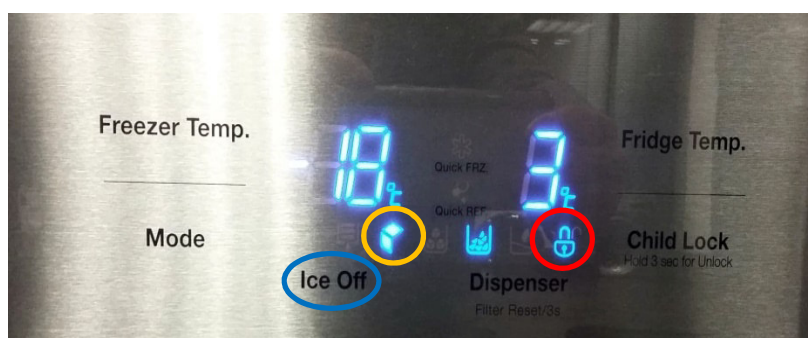 Freezer Temp.
-18°C
Quick FRZ.
3°C
Fridge Temp.
Quick REF.
Mode
Child Lock
Hold 3 sec for Unlock
Ice Off
Dispenser
Filter Reset/3s